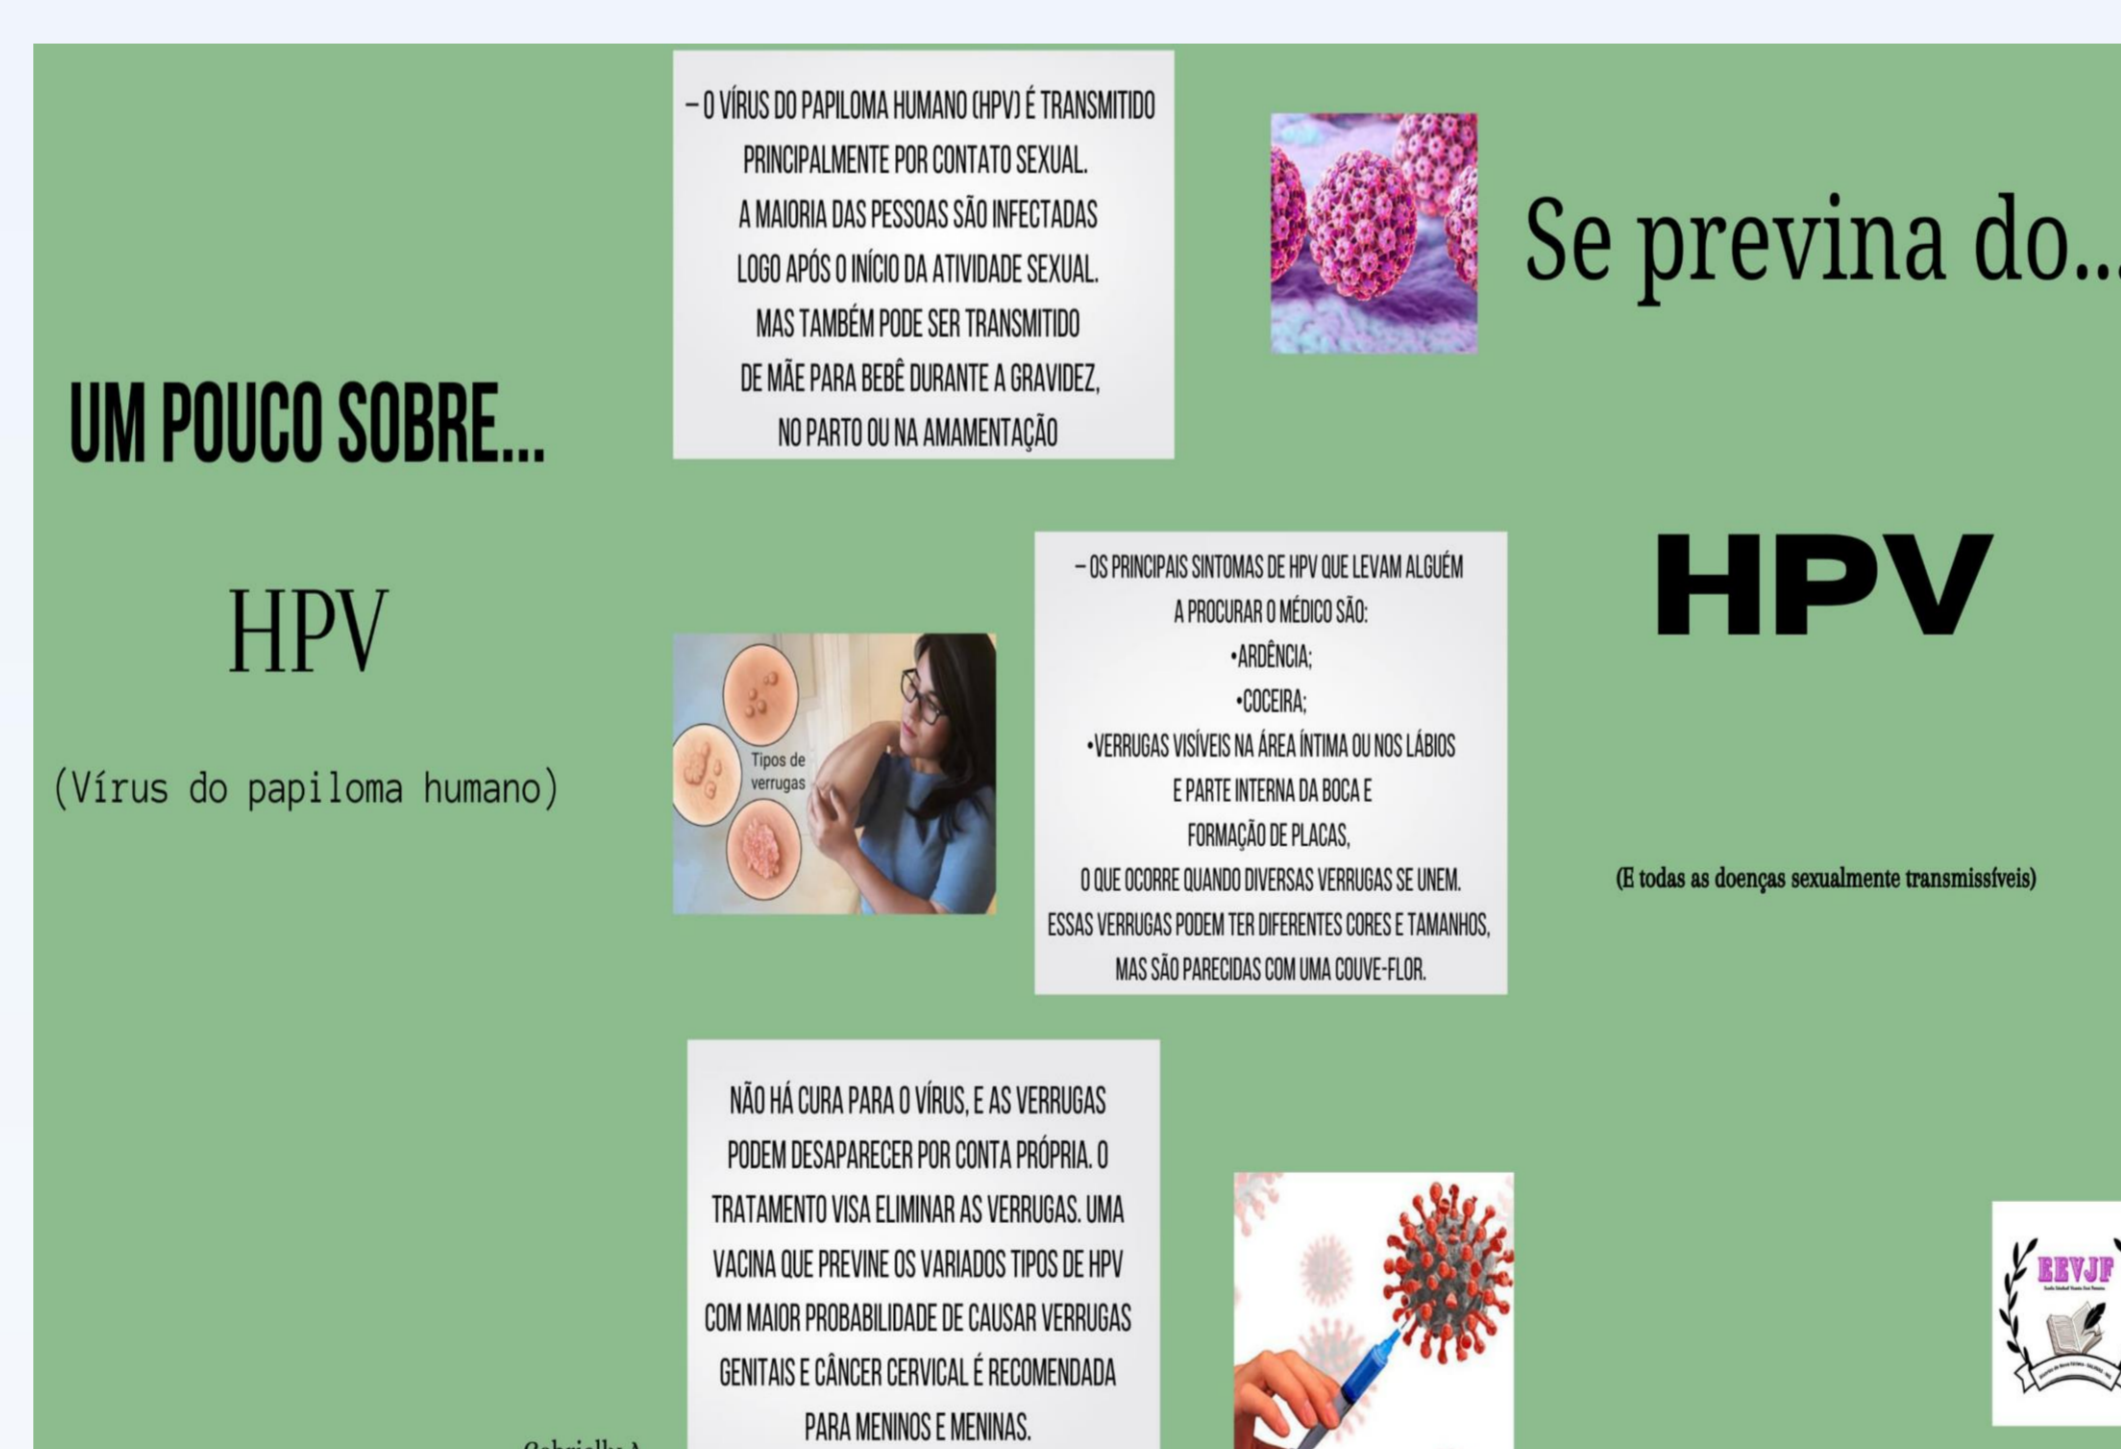 UM POUCO SOBRE...
HPV
(Vírus do papiloma humano)
– O VÍRUS DO PAPILOMA HUMANO (HPV) É TRANSMITIDO
PRINCIPALMENTE POR CONTATO SEXUAL.
A MAIORIA DAS PESSOAS SÃO INFECTADAS
LOGO APÓS O INÍCIO DA ATIVIDADE SEXUAL.
MAS TAMBÉM PODE SER TRANSMITIDO
DE MÃE PARA BEBÊ DURANTE A GRAVIDEZ,
NO PARTO OU NA AMAMENTAÇÃO
Tipos de
verrugas
– OS PRINCIPAIS SINTOMAS DE HPV QUE LEVAM ALGUÉM
A PROCURAR O MÉDICO SÃO:
•ARDÊNCIA;
•COCEIRA;
•VERRUGAS VISÍVEIS NA ÁREA ÍNTIMA OU NOS LÁBIOS
E PARTE INTERNA DA BOCA E
FORMAÇÃO DE PLACAS,
O QUE OCORRE QUANDO DIVERSAS VERRUGAS SE UNEM.
ESSAS VERRUGAS PODEM TER DIFERENTES CORES E TAMANHOS,
MAS SÃO PARECIDAS COM UMA COUVE-FLOR.
NÃO HÁ CURA PARA O VÍRUS, E AS VERRUGAS
PODEM DESAPARECER POR CONTA PRÓPRIA. O
TRATAMENTO VISA ELIMINAR AS VERRUGAS. UMA
VACINA QUE PREVINE OS VARIADOS TIPOS DE HPV
COM MAIOR PROBABILIDADE DE CAUSAR VERRUGAS
GENITAIS E CÂNCER CERVICAL É RECOMENDADA
PARA MENINOS E MENINAS.
Se previna do...
HPV
(E todas as doenças sexualmente transmissíveis)
EEVJF